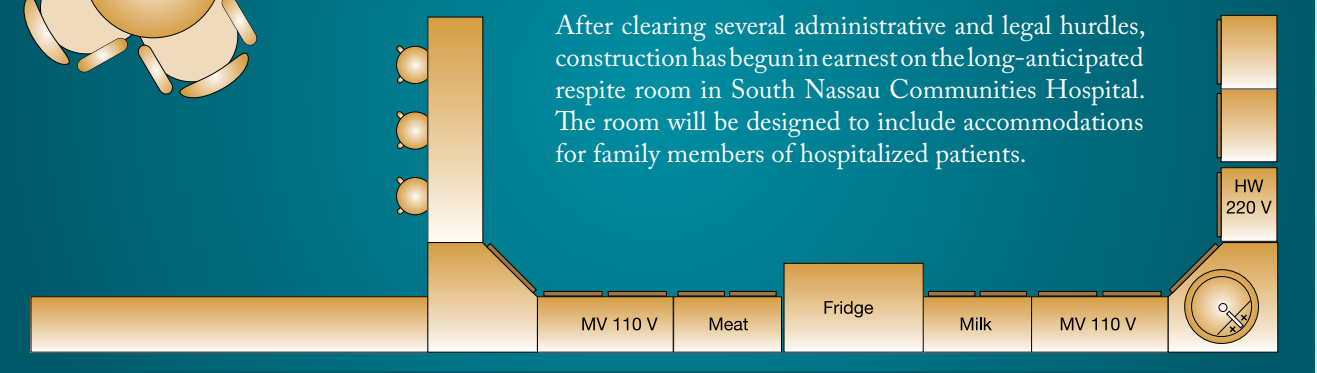 After clearing several administrative and legal hurdles,
construction has begun in earnest on the long-anticipated
respite room in South Nassau Communities Hospital.
The room will be designed to include accommodations
for family members of hospitalized patients.
HW
220 V
MV 110 V
Meat
Fridge
Milk
MV 110 V